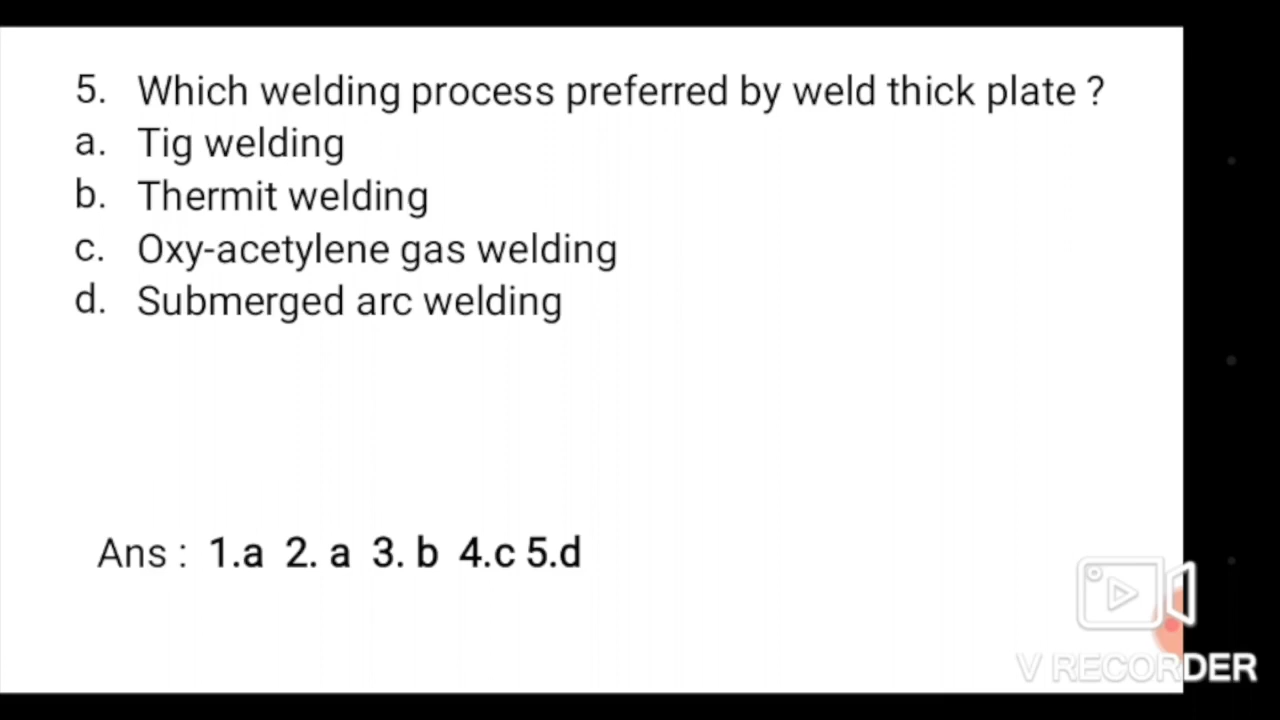 5. Which welding process preferred by weld thick plate ?
a. Tig welding
b. Thermit welding
c. Oxy-acetylene gas welding
d. Submerged arc welding
Ans : 1.a 2. a 3. b 4.c 5.d
V RECORDER